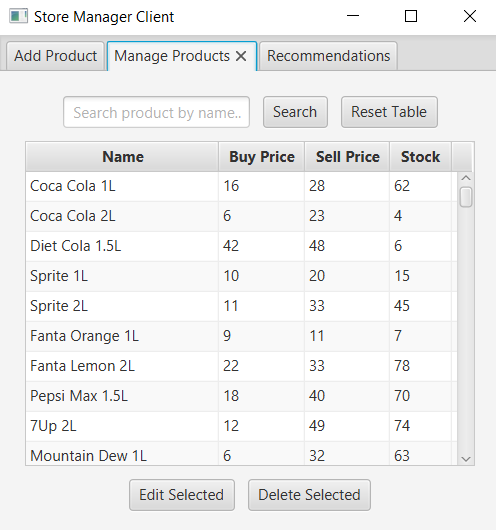 Store Manager Client
Add Product Manage Products Recommendations
Search product by name.. Search Reset Table
Name Buy Price Sell Price Stock
Coca Cola 1L 16 28 62
Coca Cola 2L 6 23 4
Diet Cola 1.5L 42 48 6
Sprite 1L 10 20 15
Sprite 2L 11 33 45
Fanta Orange 1L 9 11 7
Fanta Lemon 2L 22 33 78
Pepsi Max 1.5L 18 40 70
7Up 2L 12 49 74
Mountain Dew 1L 6 32 63
Edit Selected Delete Selected